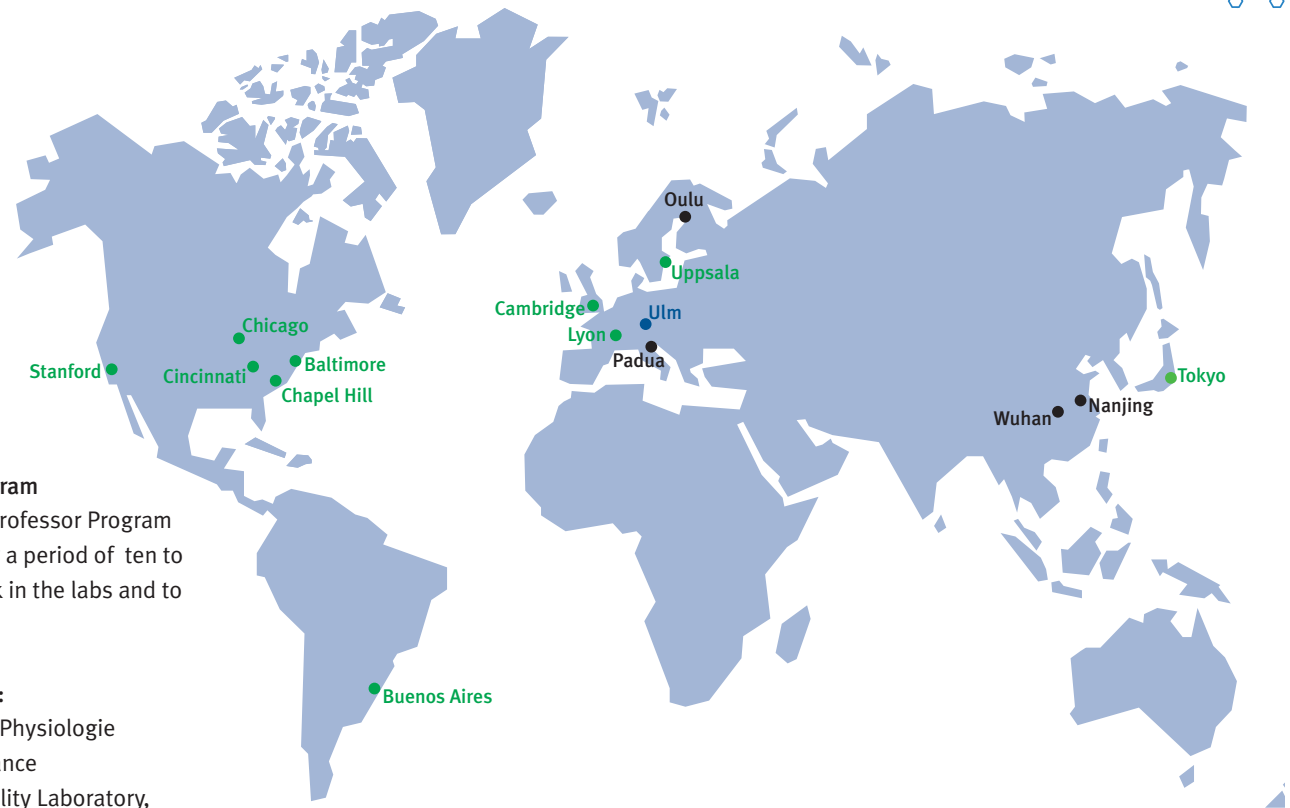 Oulu
Uppsala
Cambridge
Ulm
Chicago
Lyon
Padua
Baltimore
Stanford
Cincinnati
Tokyo
Chapel Hill
Nanjing
Wuhan
ram
rofessor Program
a period of ten to
k in the labs and to
:
Buenos Aires
Physiologie
ance
lity Laboratory,